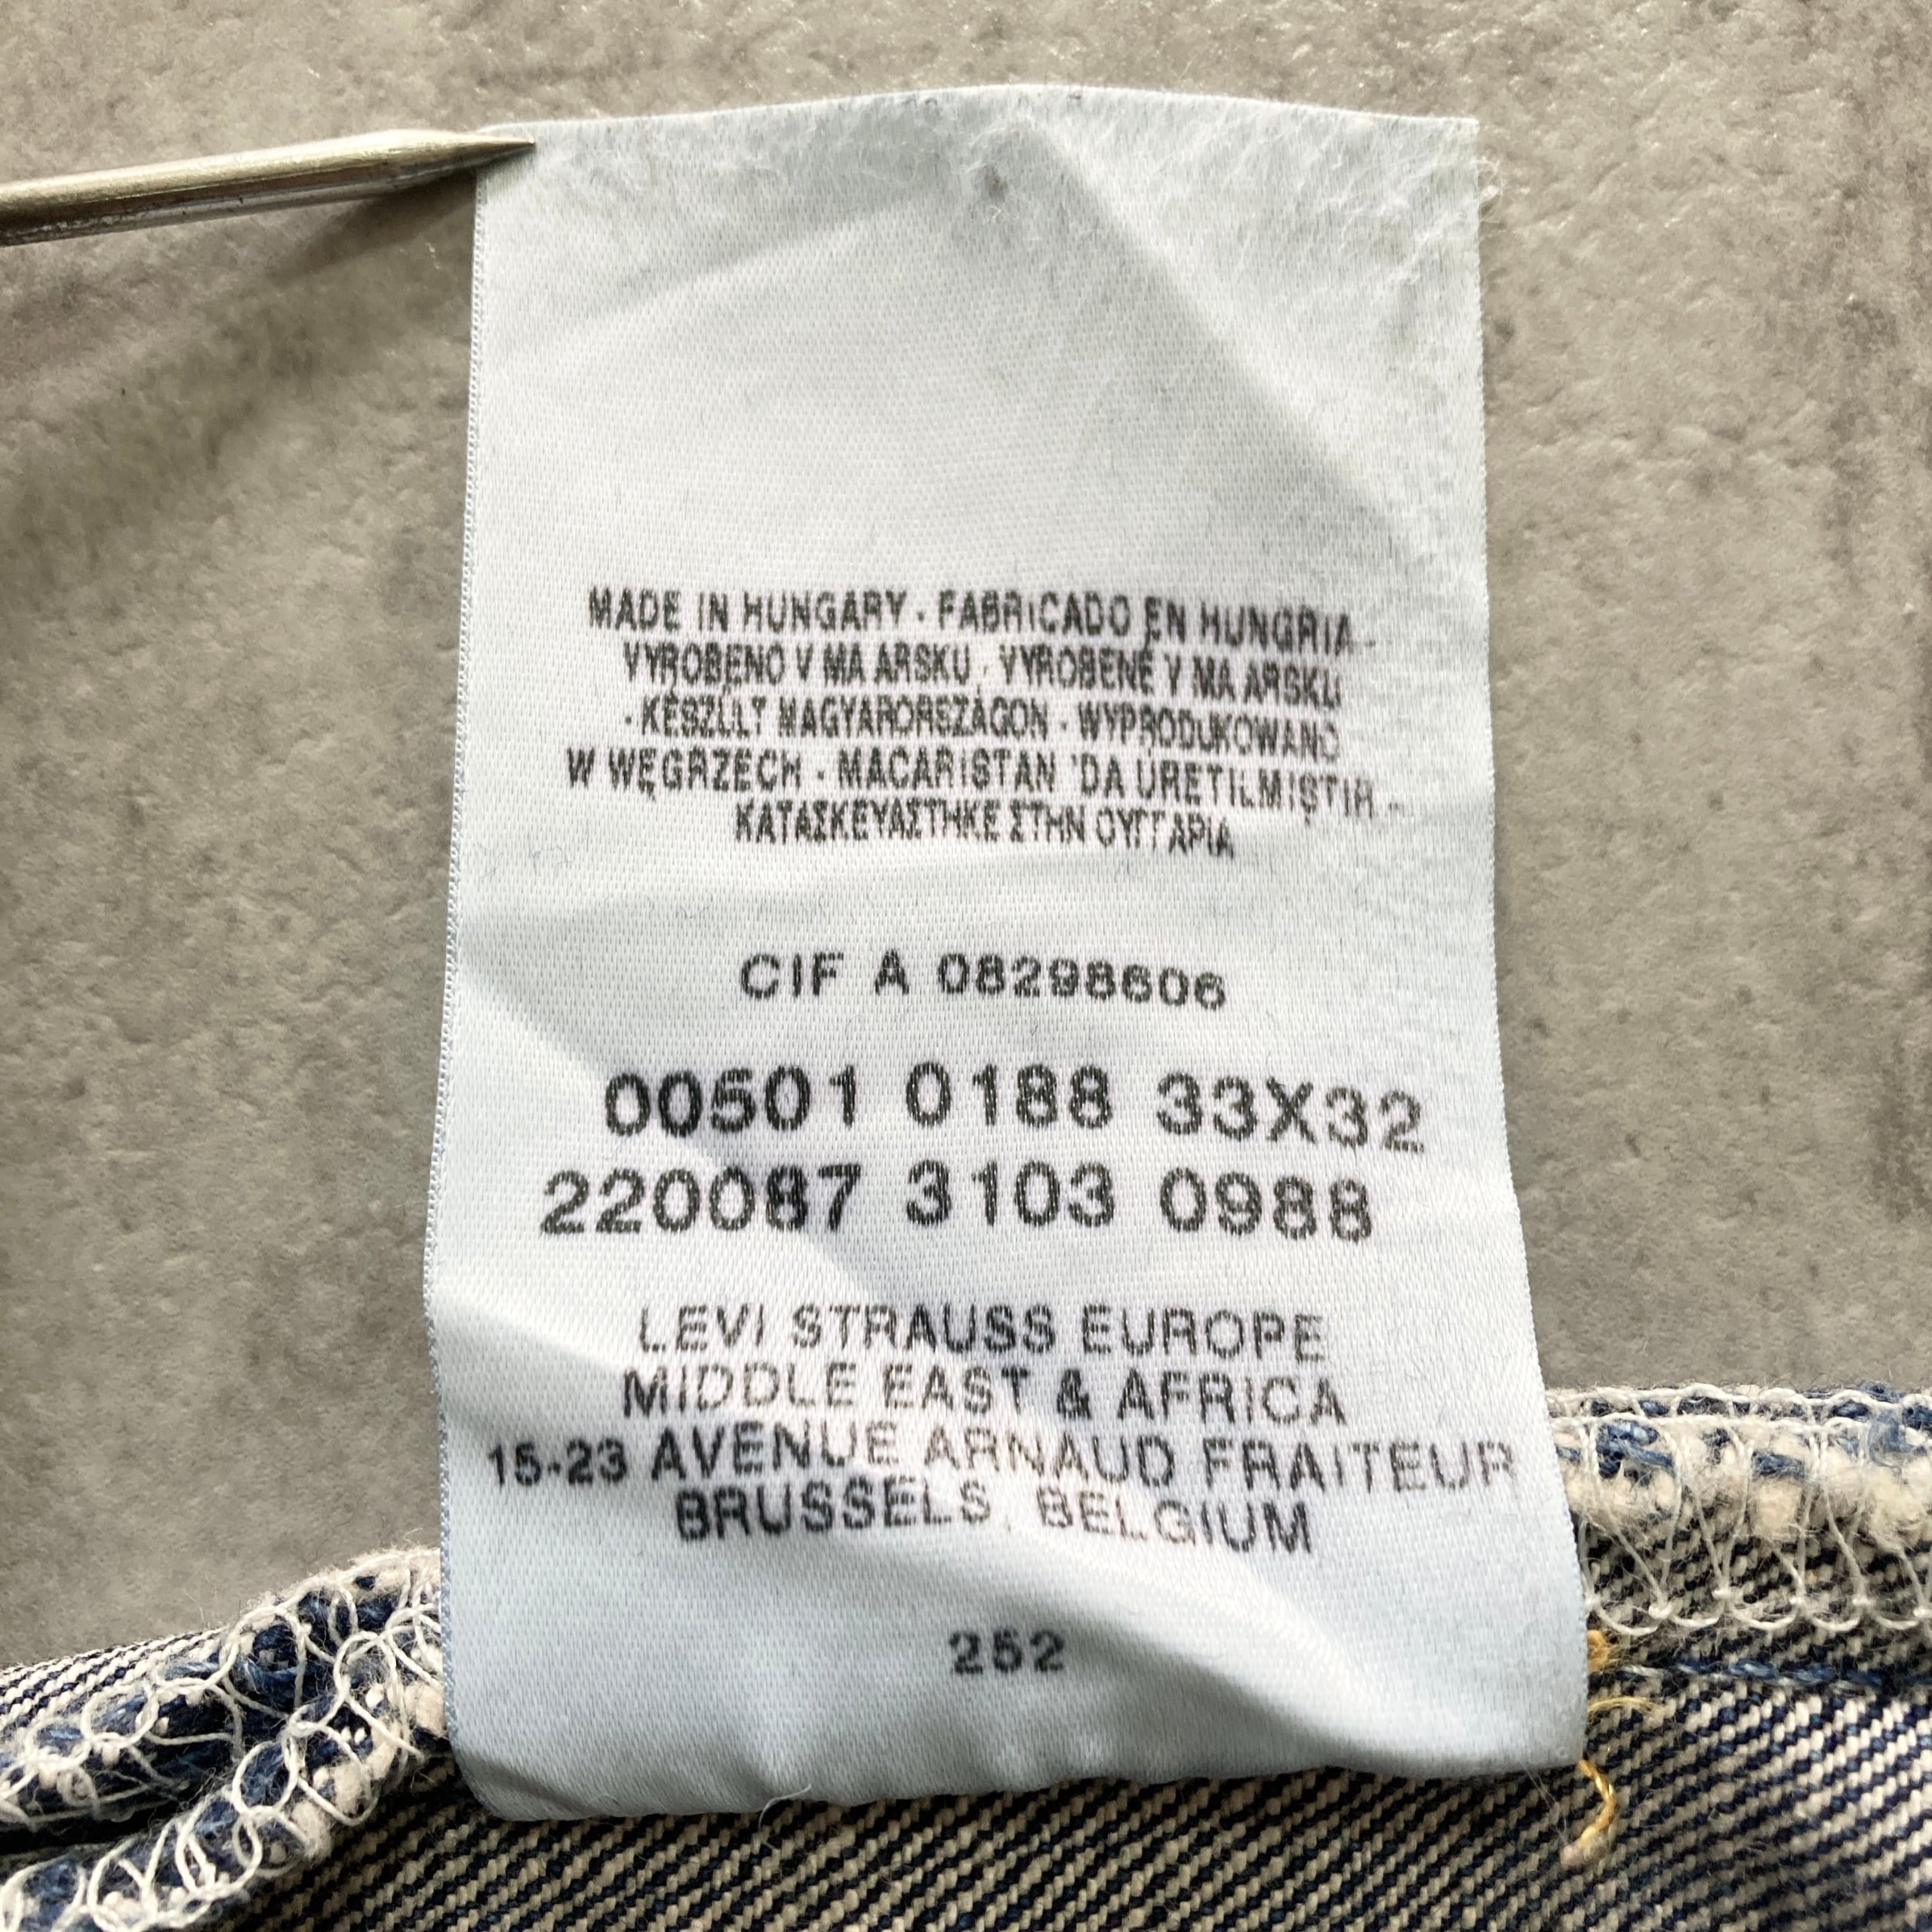 MADE IN HUNGARY - FABRICADO EN HUNGRIA -
VYROBENO V MA ARSKU - VYROBENÉ V MA ARSKU
- KÉSZÜLT MAGYARORSZÁGON - WYPRODUKOWANO
W WĘGRZECH - MACARISTAN 'DA URETILMIŞTIR -
ΚΑΤΑΣΚΕΥΑΣΤΗΚΕ ΣΤΗΝ ΟΥΓΓΑΡΙΑ
CIF A 08298606
00501 0188 33X32
220087 3103 0988
LEVI STRAUSS EUROPE
MIDDLE EAST & AFRICA
15-23 AVENUE ARNAUD FRAITEUR
BRUSSELS, BELGIUM
252